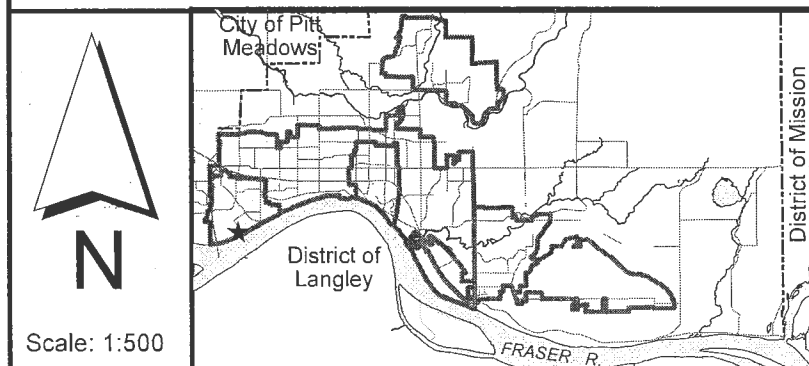 N
Scale: 1:500
City of Pitt
Meadows
District of
Langley
FRASER R.
District of Mission